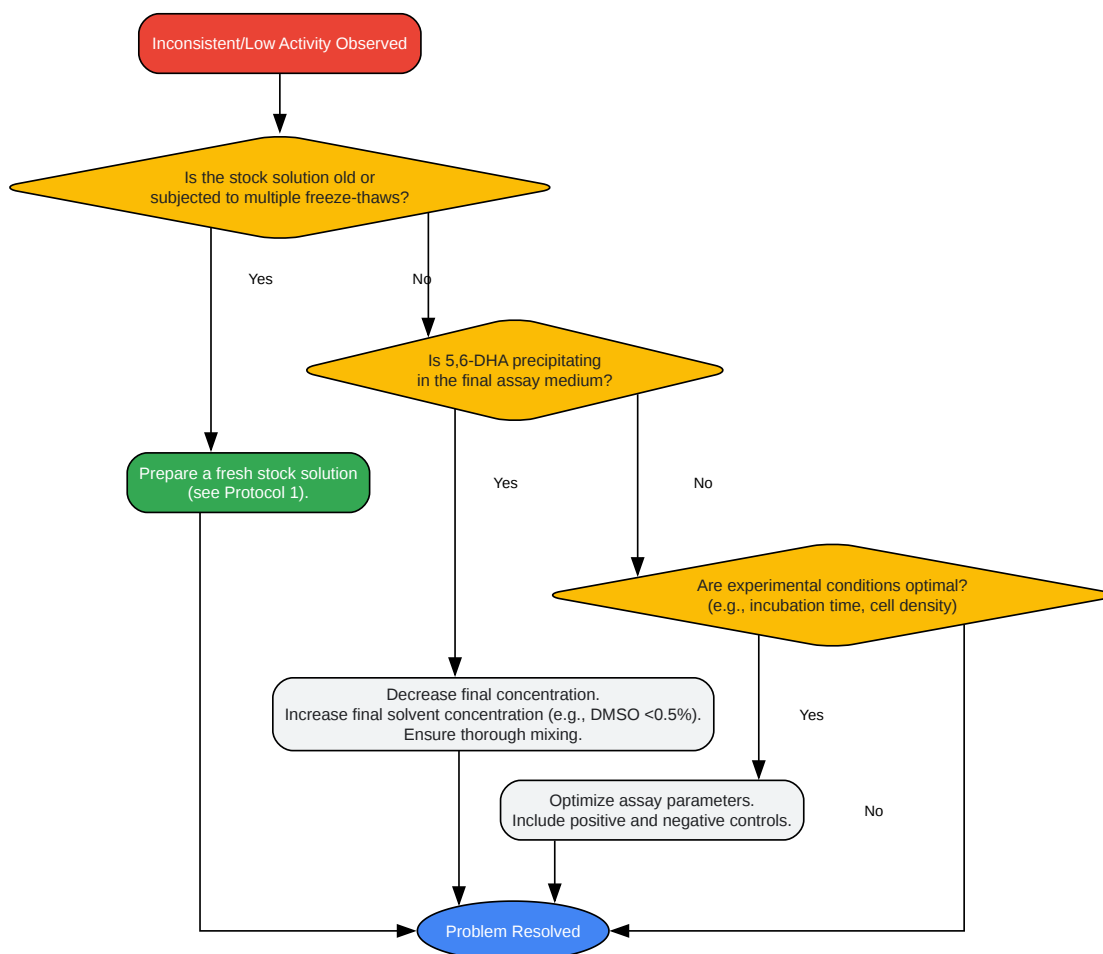 Inconsistent/Low Activity Observed
Is the stock solution old or
subjected to multiple freeze-thaws?
Yes
No
Is 5,6-DHA precipitating
in the final assay medium?
Prepare a fresh stock solution
(see Protocol 1).
Yes
No
Are experimental conditions optimal?
(e.g., incubation time, cell density)
Decrease final concentration.
Increase final solvent concentration (e.g., DMSO <0.5%).
Ensure thorough mixing.
Yes
Optimize assay parameters.
Include positive and negative controls.
No
Problem Resolved